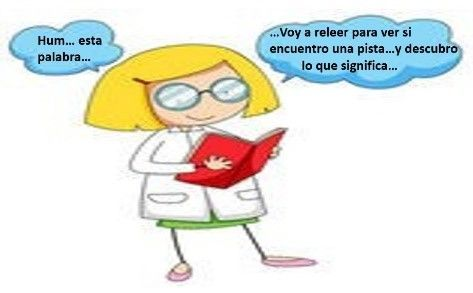 Hum... esta
palabra...
...Voy a releer para ver si
encuentro una pista...y descubro
lo que significa...